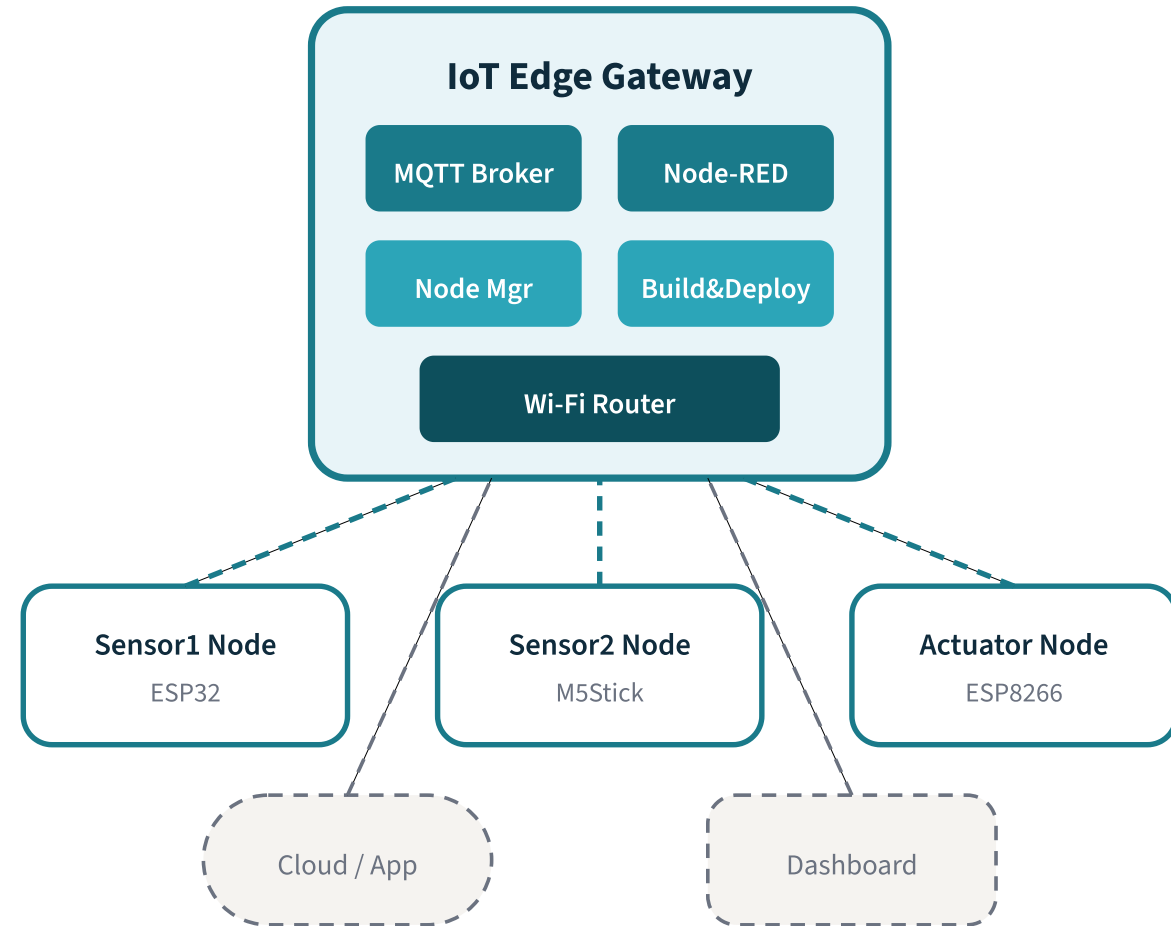 IoT Edge Gateway
MQTT Broker
Node-RED
Node Mgr
Build&Deploy
Wi-Fi Router
Sensor1 Node
ESP32
Sensor2 Node
M5Stick
Actuator Node
ESP8266
Cloud / App
Dashboard